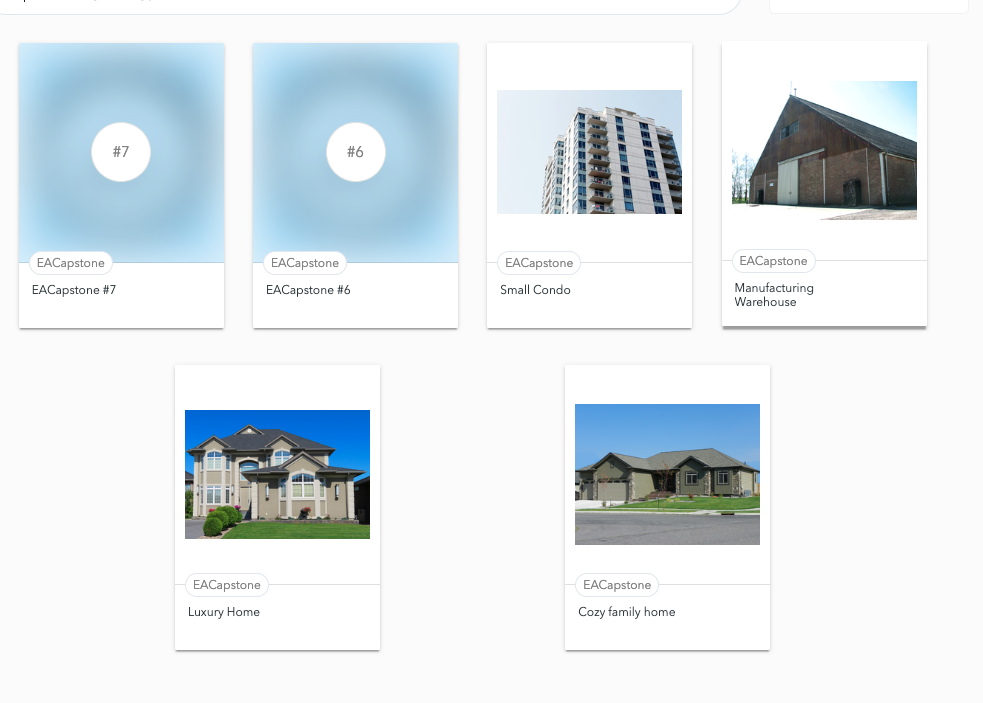 #7
EACapstone
EACapstone #7
#6
EACapstone
EACapstone #6
EACapstone
Small Condo
EACapstone
Manufacturing
Warehouse
EACapstone
Luxury Home
EACapstone
Cozy family home